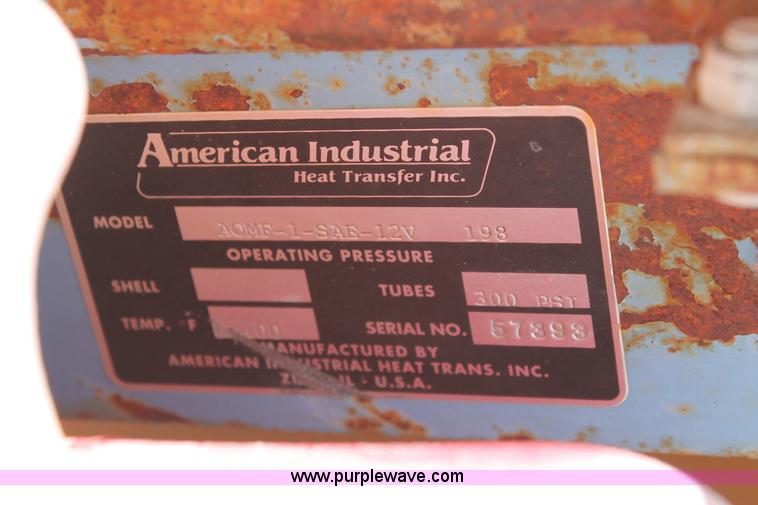 American Industrial
Heat Transfer Inc.
MODEL AOMF-1-SAE-12V 198
OPERATING PRESSURE
SHELL TUBES 300 PSI
TEMP. °F SERIAL NO. 57393
MANUFACTURED BY
AMERICAN INDUSTRIAL HEAT TRANS. INC.
IL - U.S.A.
www.purplewave.com